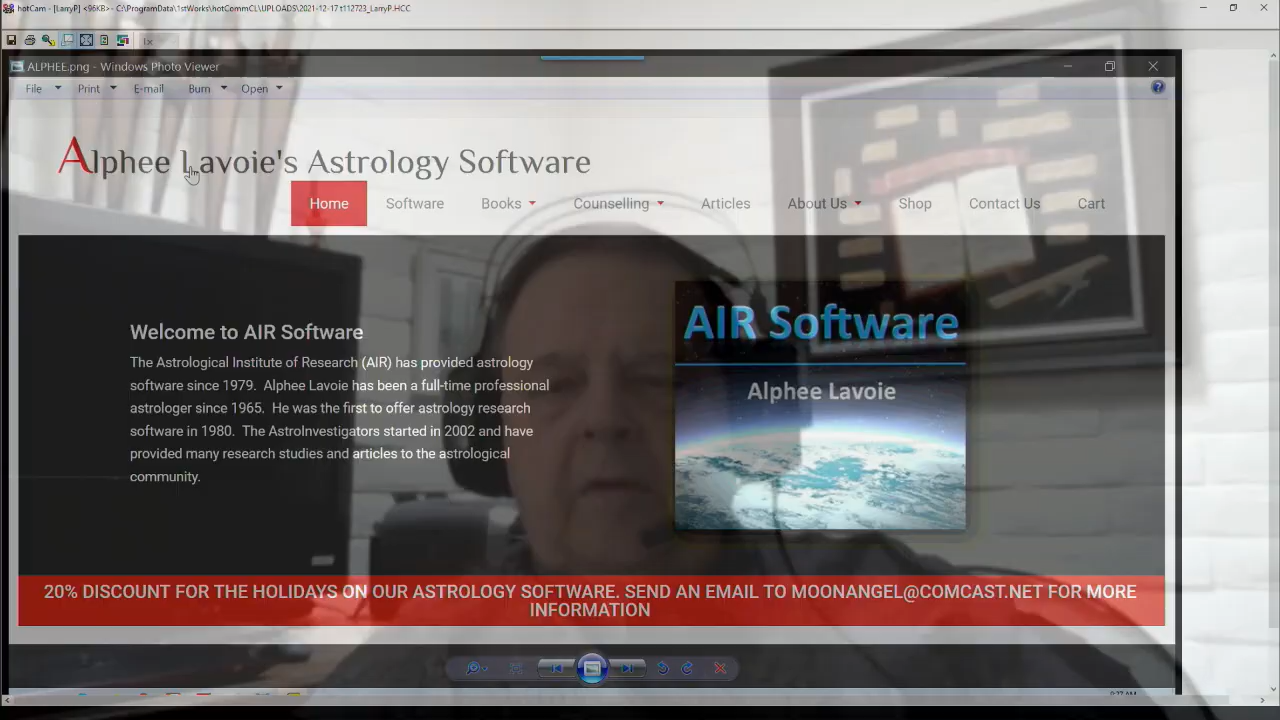 hotCam - [LarryP] <96KB> - C:\ProgramData\1stWorks\hotCommCL\UPLOADS\2021-12-17 t112723_LarryP.HCC
1x
ALPHEE.png - Windows Photo Viewer
File Print E-mail Burn Open
Alphee Lavoie's Astrology Software
Home Software Books Counselling Articles About Us Shop Contact Us Cart
Welcome to AIR Software
The Astrological Institute of Research (AIR) has provided astrology
software since 1979. Alphee Lavoie has been a full-time professional
astrologer since 1965. He was the first to offer astrology research
software in 1980. The AstroInvestigators started in 2002 and have
provided many research studies and articles to the astrological
community.
AIR Software
Alphee Lavoie
20% DISCOUNT FOR THE HOLIDAYS ON OUR ASTROLOGY SOFTWARE. SEND AN EMAIL TO MOONANGEL@COMCAST.NET FOR MORE
INFORMATION